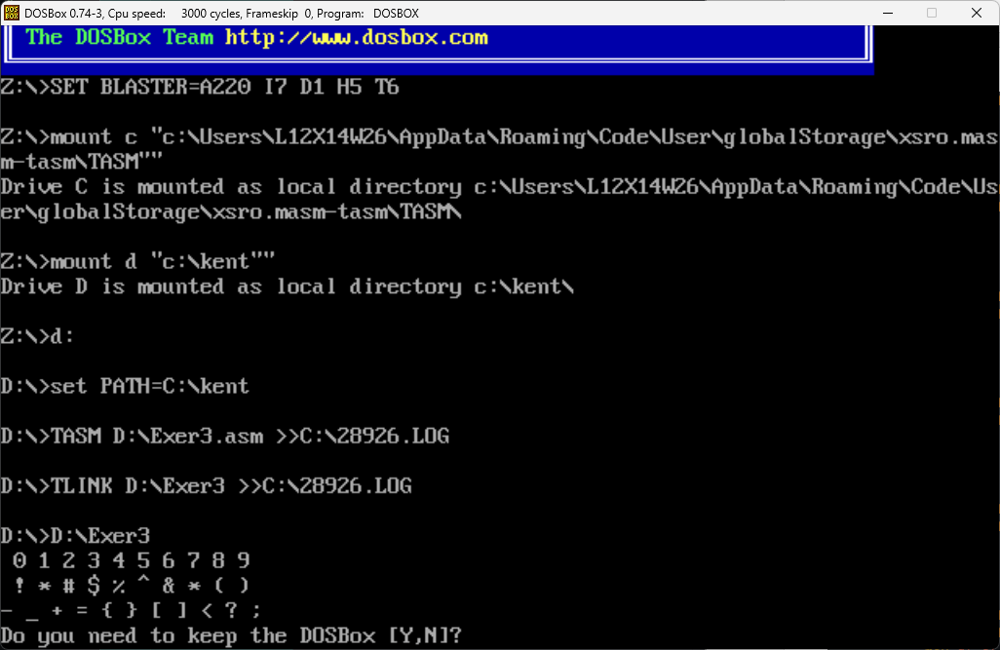 DOSBox 0.74-3, Cpu speed:    3000 cycles, Frameskip  0, Program:   DOSBOX
The DOSBox Team http://www.dosbox.com
Z:\>SET BLASTER=A220 I7 D1 H5 T6
Z:\>mount c "c:\Users\L12X14W26\AppData\Roaming\Code\User\globalStorage\xsro.mas
m-tasm\TASM""
Drive C is mounted as local directory c:\Users\L12X14W26\AppData\Roaming\Code\Us
er\globalStorage\xsro.masm-tasm\TASM\
Z:\>mount d "c:\kent""
Drive D is mounted as local directory c:\kent\
Z:\>d:
D:\>set PATH=C:\kent
D:\>TASM D:\Exer3.asm >>C:\28926.LOG
D:\>TLINK D:\Exer3 >>C:\28926.LOG
D:\>D:\Exer3
 0 1 2 3 4 5 6 7 8 9
 ! * # $ % ^ & * ( )
- _ + = { } [ ] < ? ;
Do you need to keep the DOSBox [Y,N]?